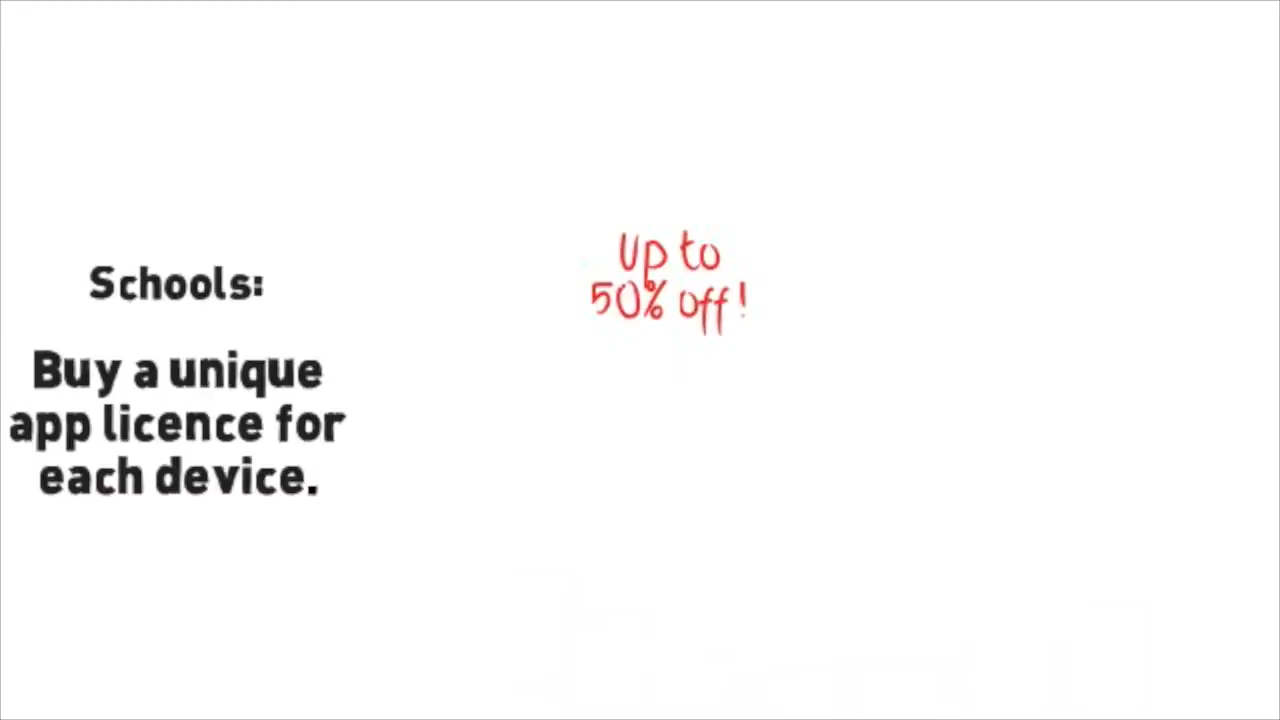 Schools:
Buy a unique
app licence for
each device.
Up to
50% off!